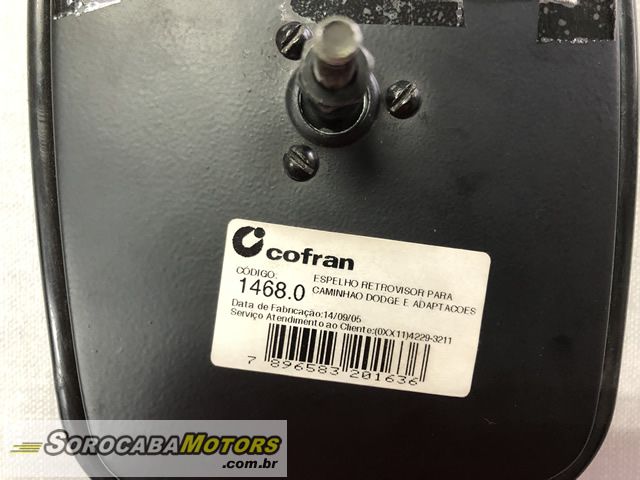 cofran
CÓDIGO:
1468.0
ESPELHO RETROVISOR PARA
CAMINHAO DODGE E ADAPTACOES
Data de Fabricação:14/09/05
Serviço Atendimento ao Cliente:(0XX11)4229-3211
7 896583 201636
SOROCABAMOTORS
.com.br